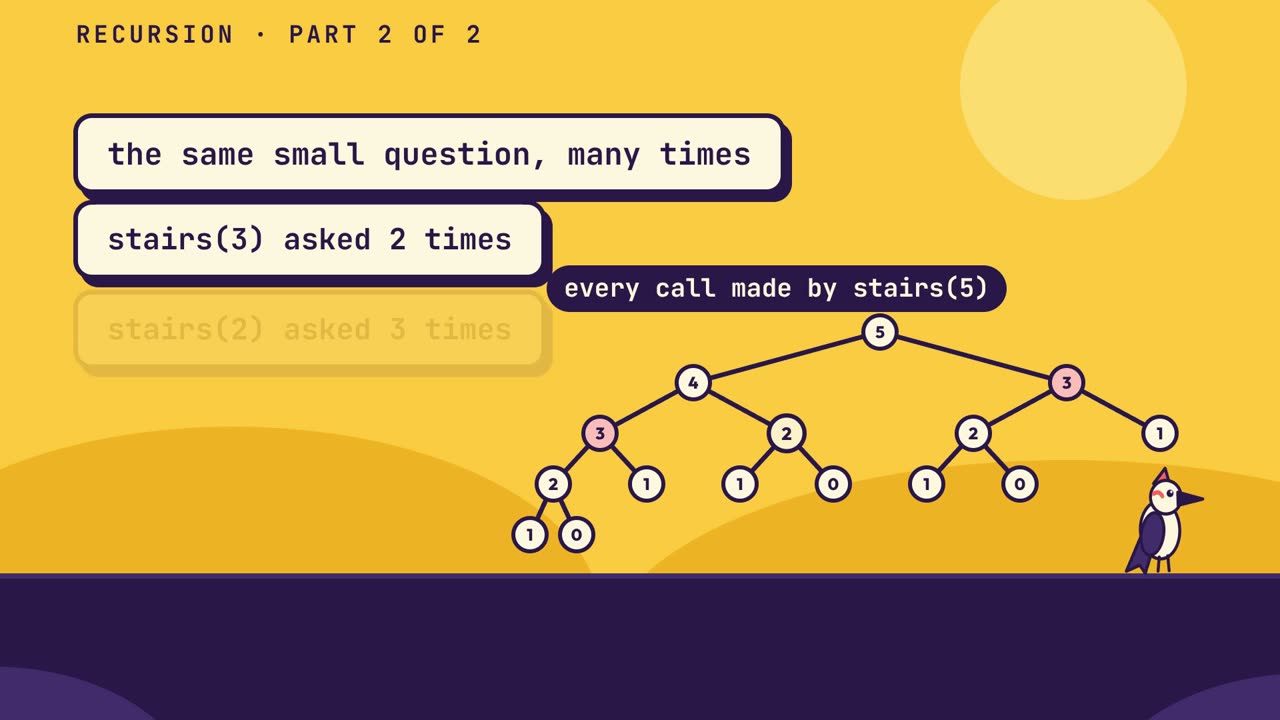 RECURSION · PART 2 OF 2
the same small question, many times
stairs(3) asked 2 times
every call made by stairs(5)
stairs(2) asked 3 times
5
4 3
3 2 2 1
2 1 1 0 1 0
1 0